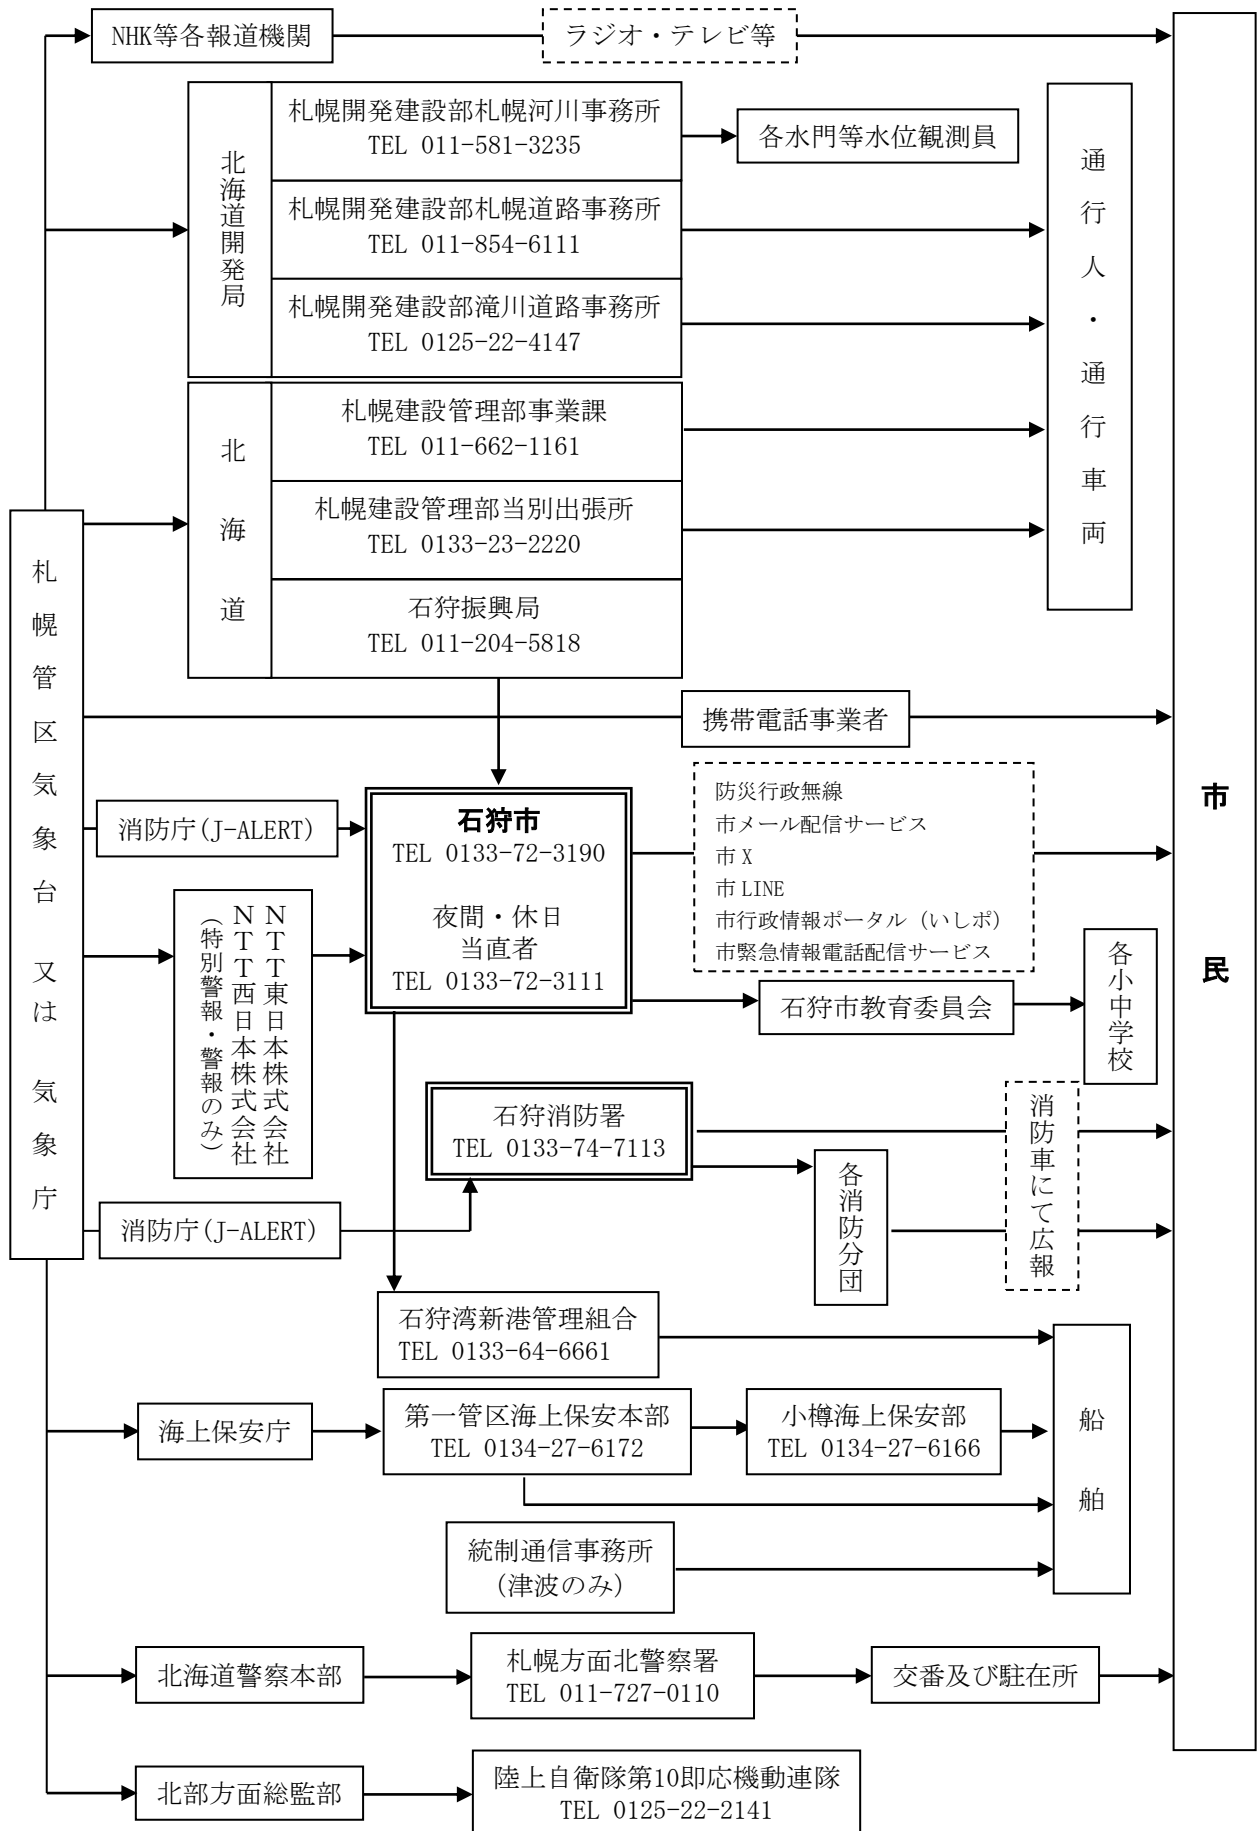 NHK等各報道機関
ラジオ・テレビ等
北海道開発局
札幌開発建設部札幌河川事務所
TEL 011-581-3235
各水門等水位観測員
札幌開発建設部札幌道路事務所
TEL 011-854-6111
札幌開発建設部滝川道路事務所
TEL 0125-22-4147
通行人・通行車両
北海道
札幌建設管理部事業課
TEL 011-662-1161
札幌建設管理部当別出張所
TEL 0133-23-2220
石狩振興局
TEL 011-204-5818
札幌管区気象台 又は 気象庁
携帯電話事業者
市民
消防庁(J-ALERT)
石狩市
TEL 0133-72-3190
夜間・休日
当直者
TEL 0133-72-3111
防災行政無線
市メール配信サービス
市 X
市 LINE
市行政情報ポータル（いしポ）
市緊急情報電話配信サービス
ＮＴＴ東日本株式会社
ＮＴＴ西日本株式会社
（特別警報・警報のみ）
石狩市教育委員会
各小中学校
石狩消防署
TEL 0133-74-7113
各消防分団
消防車にて広報
消防庁(J-ALERT)
石狩湾新港管理組合
TEL 0133-64-6661
海上保安庁
第一管区海上保安本部
TEL 0134-27-6172
小樽海上保安部
TEL 0134-27-6166
船舶
統制通信事務所
(津波のみ)
北海道警察本部
札幌方面北警察署
TEL 011-727-0110
交番及び駐在所
北部方面総監部
陸上自衛隊第10即応機動連隊
TEL 0125-22-2141